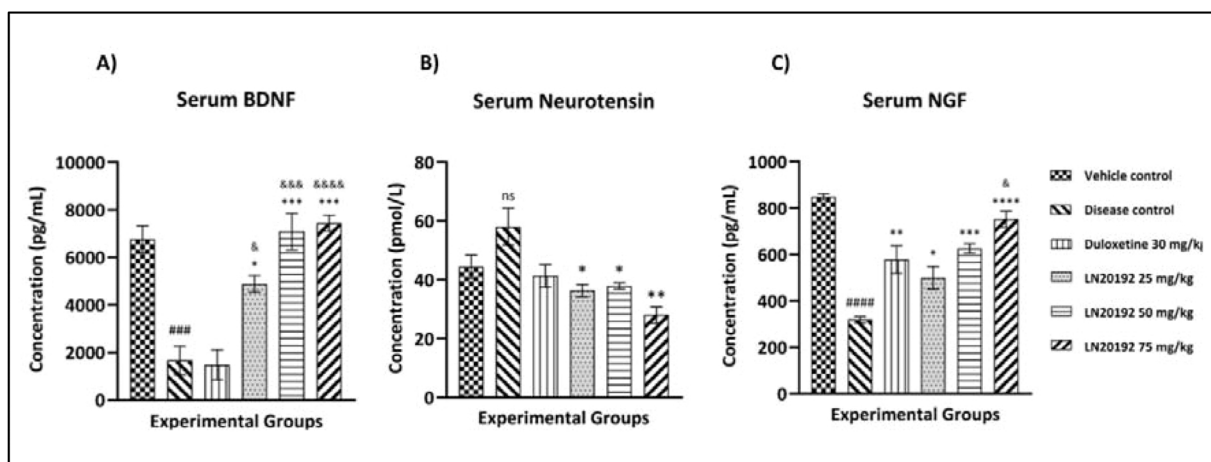 A)
Serum BDNF
Concentration (pg/mL)
10000
8000
6000
4000
2000
0
###
&
*
&&&
***
&&&&
***
Experimental Groups
B)
Serum Neurotensin
Concentration (pmol/L)
80
60
40
20
0
ns
*
*
**
Experimental Groups
C)
Serum NGF
Concentration (pg/mL)
1000
800
600
400
200
0
####
**
*
***
&
****
Experimental Groups
Vehicle control
Disease control
Duloxetine 30 mg/kg
LN20192 25 mg/kg
LN20192 50 mg/kg
LN20192 75 mg/kg